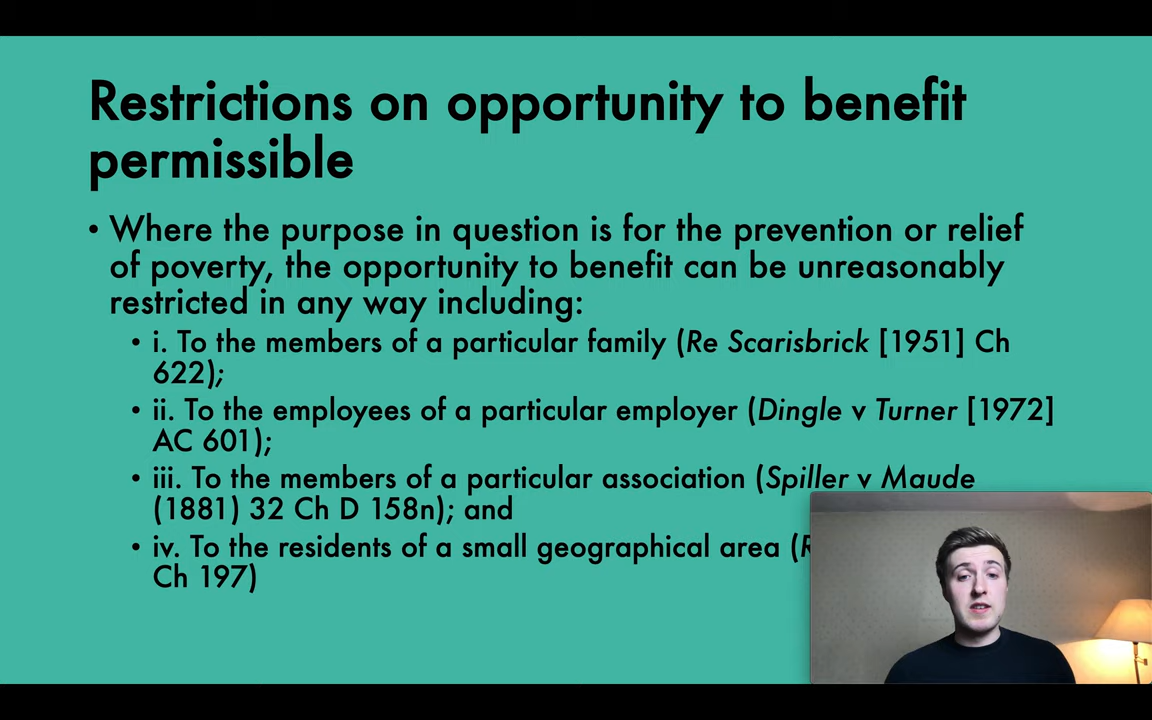 Restrictions on opportunity to benefit
permissible
• Where the purpose in question is for the prevention or relief
of poverty, the opportunity to benefit can be unreasonably
restricted in any way including:
• i. To the members of a particular family (Re Scarisbrick [1951] Ch
622);
• ii. To the employees of a particular employer (Dingle v Turner [1972]
AC 601);
• iii. To the members of a particular association (Spiller v Maude
(1881) 32 Ch D 158n); and
• iv. To the residents of a small geographical area (
Ch 197)